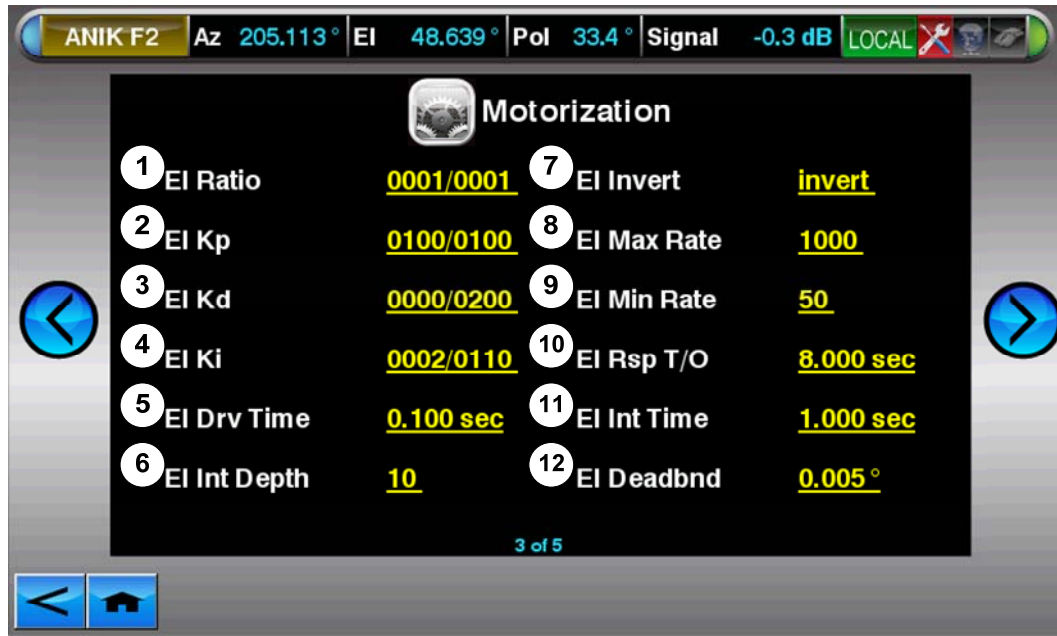 ANIK F2 Az 205.113° El 48.639° Pol 33.4° Signal -0.3 dB LOCAL
Motorization
1 El Ratio 0001/0001 7 El Invert invert
2 El Kp 0100/0100 8 El Max Rate 1000
3 El Kd 0000/0200 9 El Min Rate 50
4 El Ki 0002/0110 10 El Rsp T/O 8.000 sec
5 El Drv Time 0.100 sec 11 El Int Time 1.000 sec
6 El Int Depth 10 12 El Deadbnd 0.005°
3 of 5